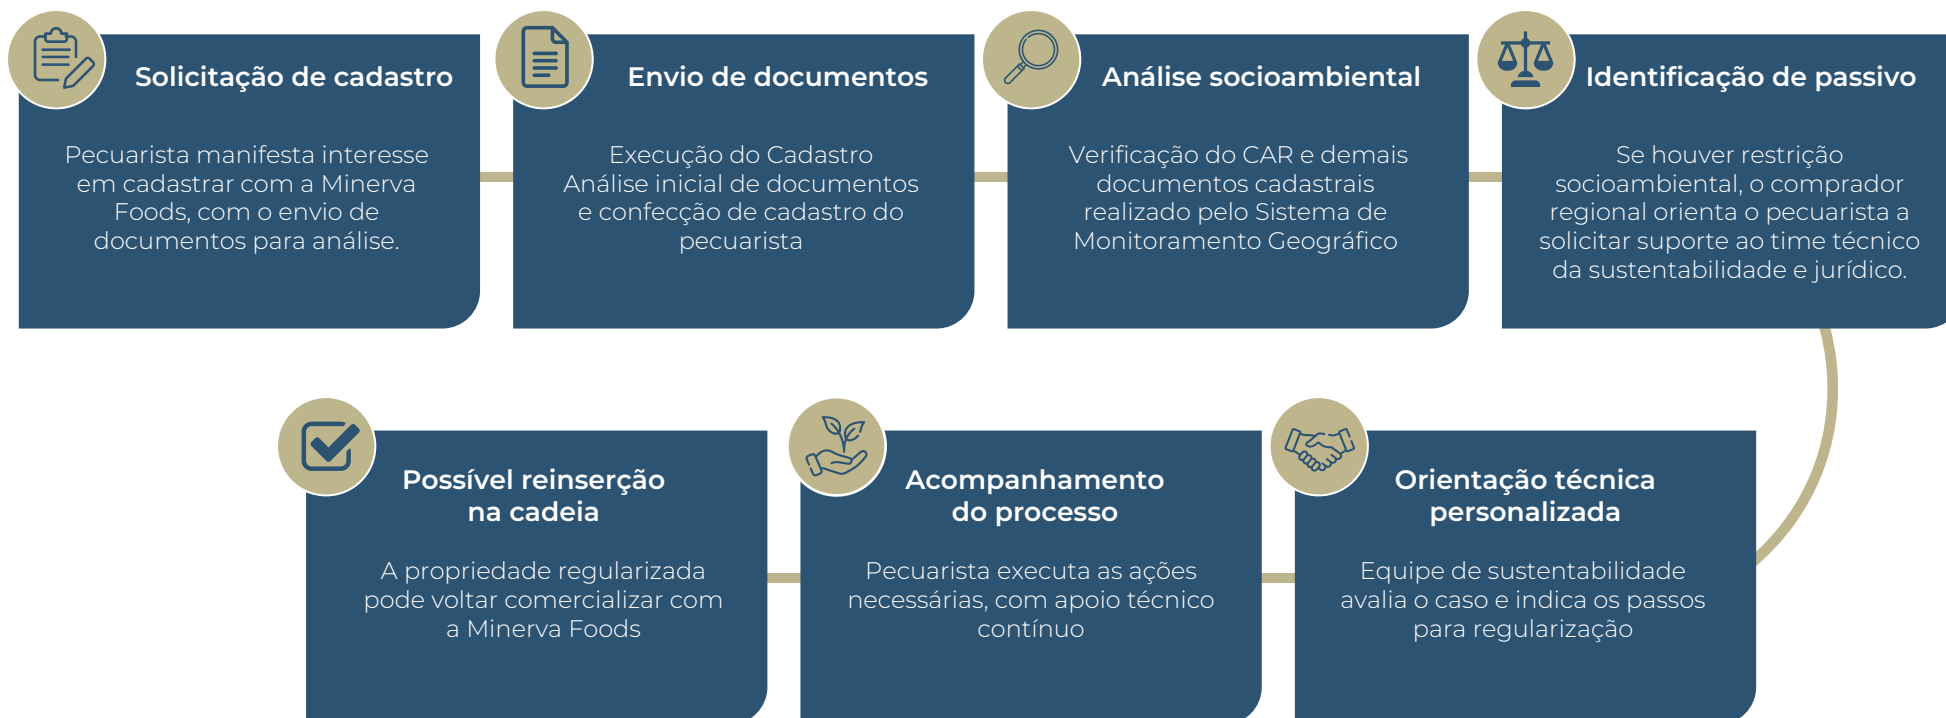 Solicitação de cadastro
Pecuarista manifesta interesse
em cadastrar com a Minerva
Foods, com o envio de
documentos para análise.
Envio de documentos
Execução do Cadastro
Análise inicial de documentos
e confecção de cadastro do
pecuarista
Análise socioambiental
Verificação do CAR e demais
documentos cadastrais
realizado pelo Sistema de
Monitoramento Geográfico
Identificação de passivo
Se houver restrição
socioambiental, o comprador
regional orienta o pecuarista a
solicitar suporte ao time técnico
da sustentabilidade e jurídico.
Orientação técnica
personalizada
Equipe de sustentabilidade
avalia o caso e indica os passos
para regularização
Acompanhamento
do processo
Pecuarista executa as ações
necessárias, com apoio técnico
contínuo
Possível reinserção
na cadeia
A propriedade regularizada
pode voltar comercializar com
a Minerva Foods